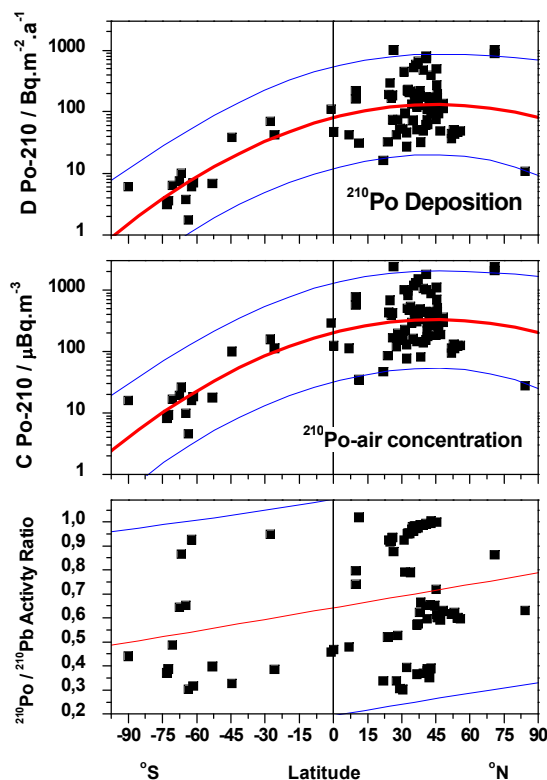 D Po-210 / Bq.m⁻².a⁻¹
1000
100
10
1
²¹⁰Po Deposition
C Po-210 / µBq.m⁻³
1000
100
10
1
²¹⁰Po-air concentration
²¹⁰Po / ²¹⁰Pb Activty Ratio
1,0
0,9
0,8
0,7
0,6
0,5
0,4
0,3
0,2
-90 -75 -60 -45 -30 -15 0 15 30 45 60 75 90
°S Latitude °N